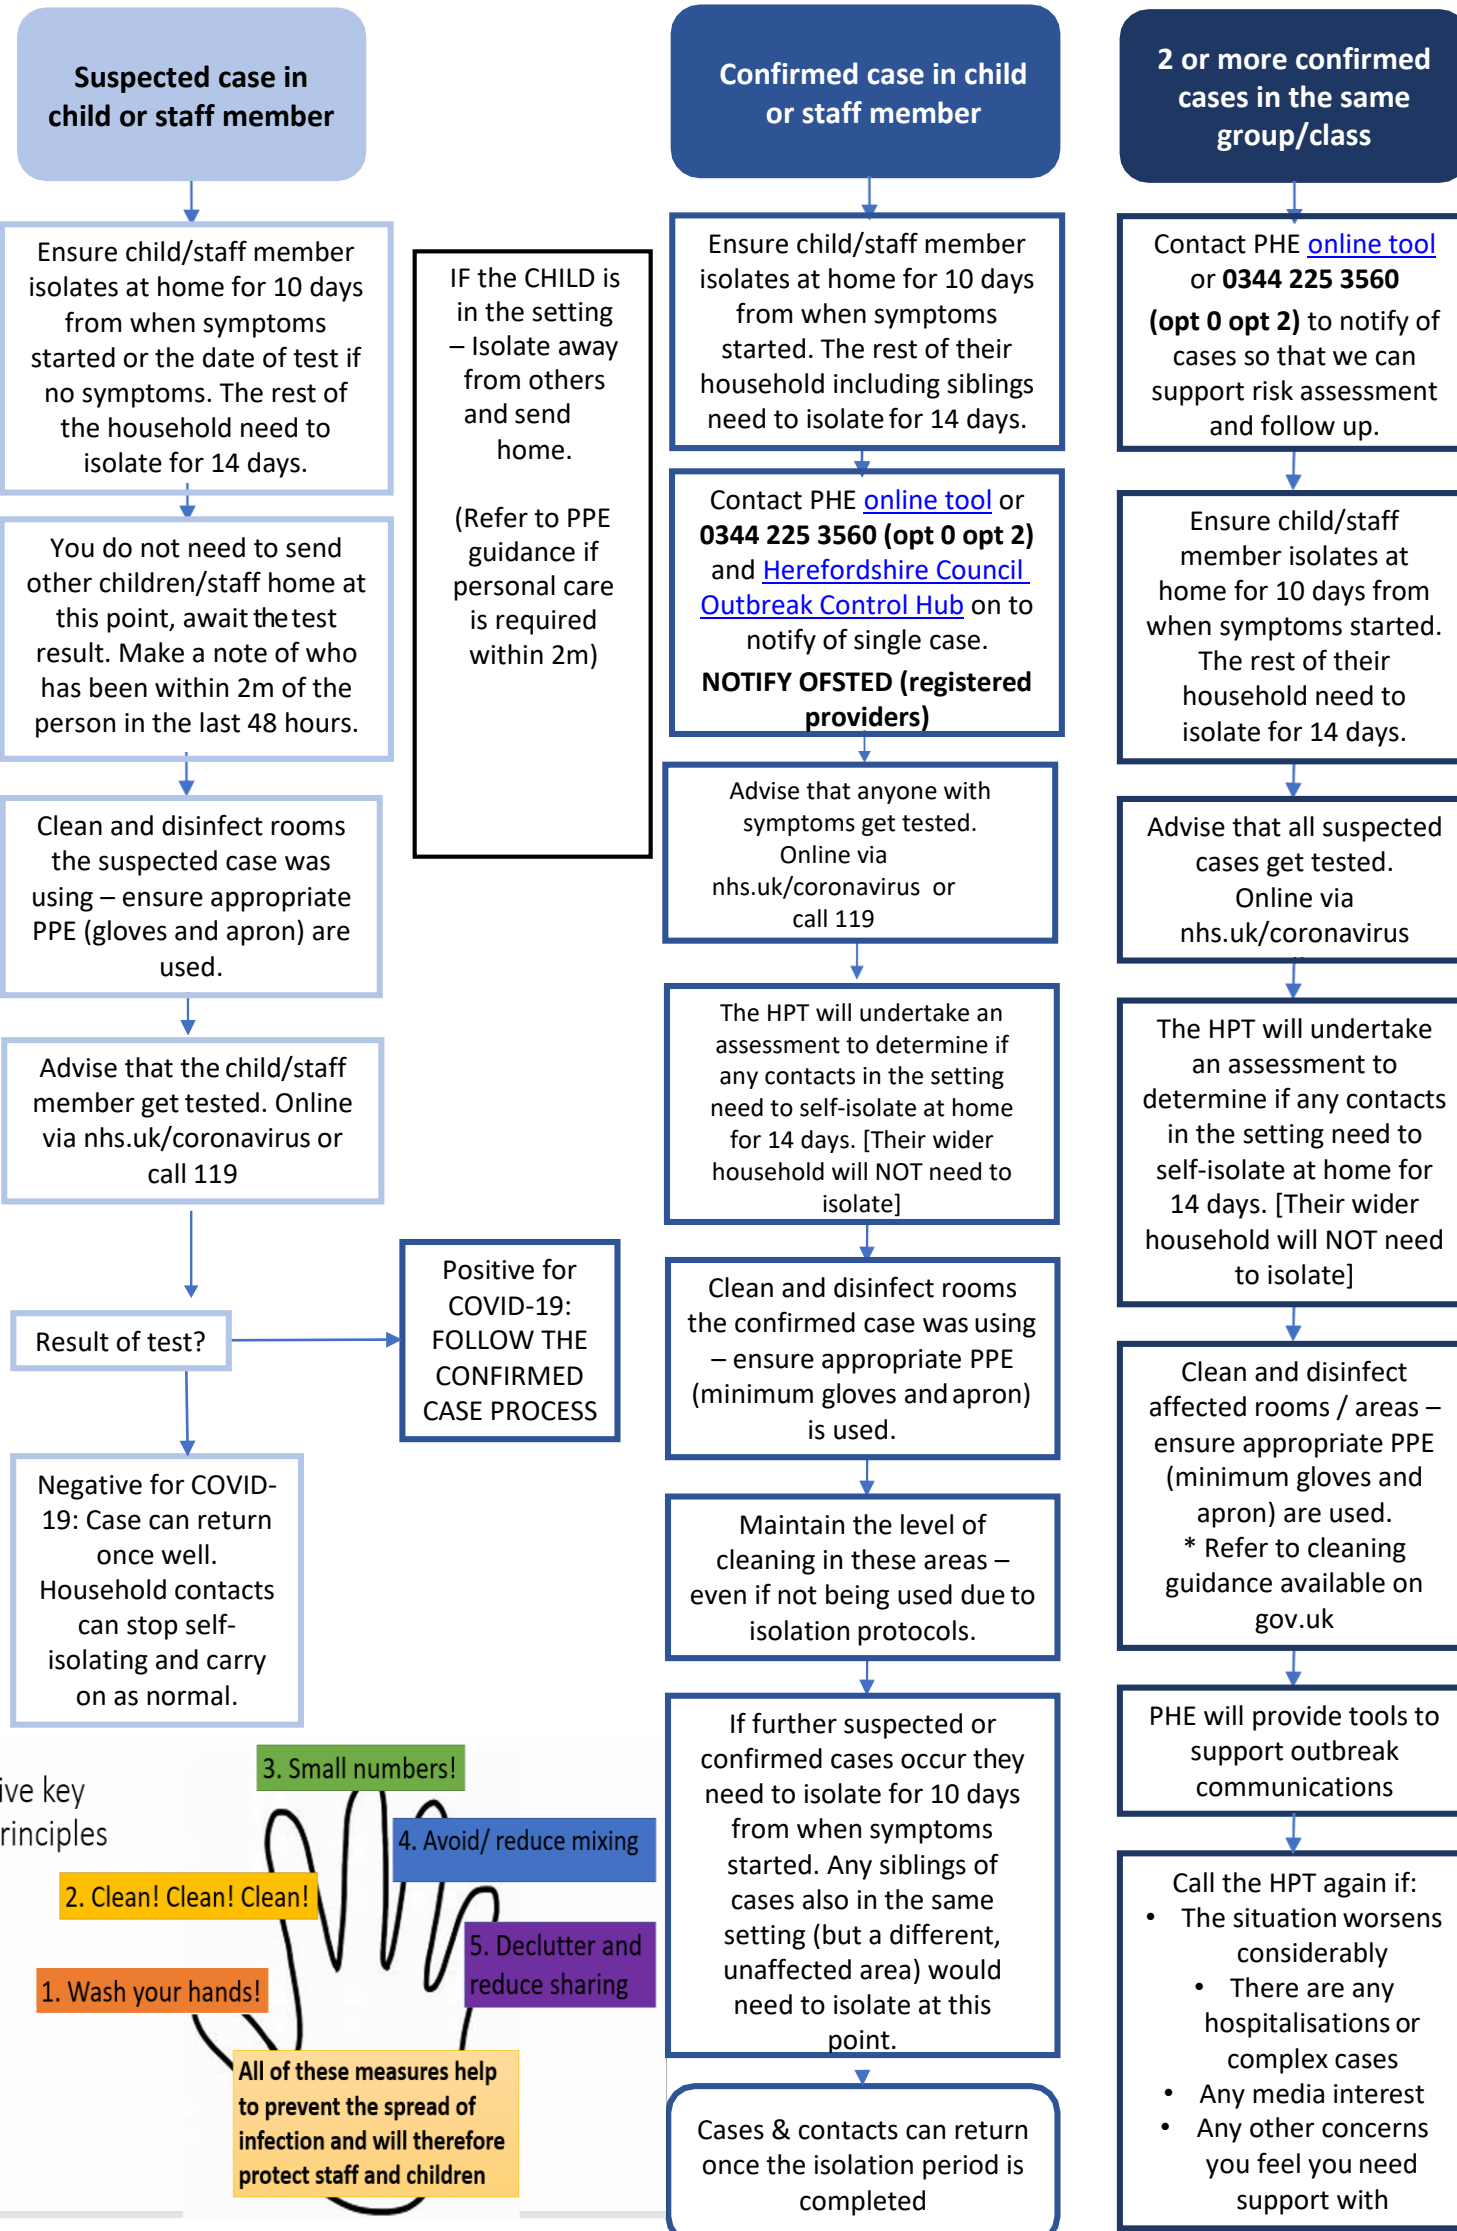 Suspected case in
child or staff member
Ensure child/staff member
isolates at home for 10 days
from when symptoms
started or the date of test if
no symptoms. The rest of
the household need to
isolate for 14 days.
You do not need to send
other children/staff home at
this point, await the test
result. Make a note of who
has been within 2m of the
person in the last 48 hours.
Clean and disinfect rooms
the suspected case was
using – ensure appropriate
PPE (gloves and apron) are
used.
Advise that the child/staff
member get tested. Online
via nhs.uk/coronavirus or
call 119
Result of test?
Negative for COVID-
19: Case can return
once well.
Household contacts
can stop self-
isolating and carry
on as normal.
IF the CHILD is
in the setting
– Isolate away
from others
and send
home.
(Refer to PPE
guidance if
personal care
is required
within 2m)
Positive for
COVID-19:
FOLLOW THE
CONFIRMED
CASE PROCESS
ive key
rinciples
3. Small numbers!
4. Avoid/ reduce mixing
2. Clean! Clean! Clean!
5. Declutter and
reduce sharing
1. Wash your hands!
All of these measures help
to prevent the spread of
infection and will therefore
protect staff and children
Confirmed case in child
or staff member
Ensure child/staff member
isolates at home for 10 days
from when symptoms
started. The rest of their
household including siblings
need to isolate for 14 days.
Contact PHE online tool or
0344 225 3560 (opt 0 opt 2)
and Herefordshire Council
Outbreak Control Hub on to
notify of single case.
NOTIFY OFSTED (registered
providers)
Advise that anyone with
symptoms get tested.
Online via
nhs.uk/coronavirus or
call 119
The HPT will undertake an
assessment to determine if
any contacts in the setting
need to self-isolate at home
for 14 days. [Their wider
household will NOT need to
isolate]
Clean and disinfect rooms
the confirmed case was using
– ensure appropriate PPE
(minimum gloves and apron)
is used.
Maintain the level of
cleaning in these areas –
even if not being used due to
isolation protocols.
If further suspected or
confirmed cases occur they
need to isolate for 10 days
from when symptoms
started. Any siblings of
cases also in the same
setting (but a different,
unaffected area) would
need to isolate at this
point.
Cases & contacts can return
once the isolation period is
completed
2 or more confirmed
cases in the same
group/class
Contact PHE online tool
or 0344 225 3560
(opt 0 opt 2) to notify of
cases so that we can
support risk assessment
and follow up.
Ensure child/staff
member isolates at
home for 10 days from
when symptoms started.
The rest of their
household need to
isolate for 14 days.
Advise that all suspected
cases get tested.
Online via
nhs.uk/coronavirus
The HPT will undertake
an assessment to
determine if any contacts
in the setting need to
self-isolate at home for
14 days. [Their wider
household will NOT need
to isolate]
Clean and disinfect
affected rooms / areas –
ensure appropriate PPE
(minimum gloves and
apron) are used.
* Refer to cleaning
guidance available on
gov.uk
PHE will provide tools to
support outbreak
communications
Call the HPT again if:
• The situation worsens
considerably
• There are any
hospitalisations or
complex cases
• Any media interest
• Any other concerns
you feel you need
support with